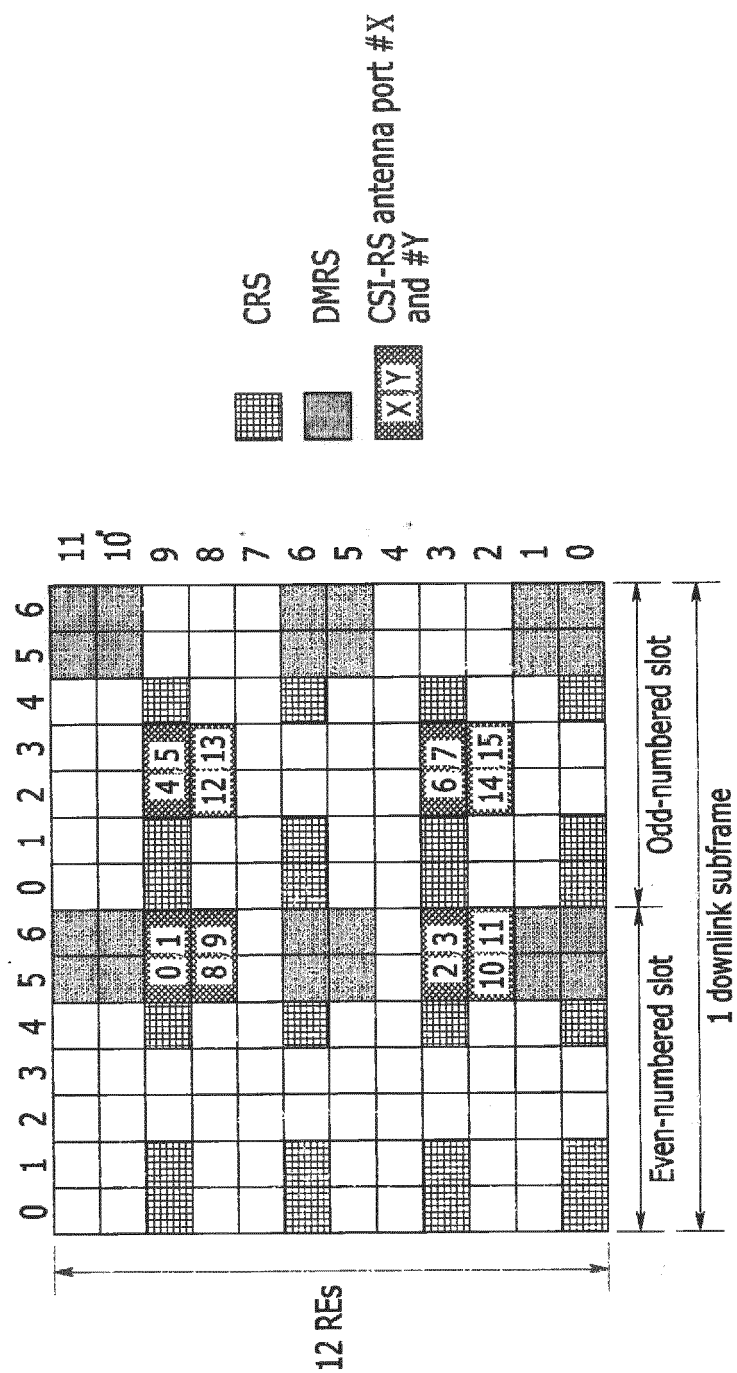 0 1 2 3 4 5 6 0 1 2 3 4 5 6
11
10
0 1 4 5 9
8 9 12 13 8
7
6
5
4
2 3 6 7 3
10 11 14 15 2
1
0
12 REs
Even-numbered slot Odd-numbered slot
1 downlink subframe
CRS
DMRS
X Y CSI-RS antenna port #X
and #Y